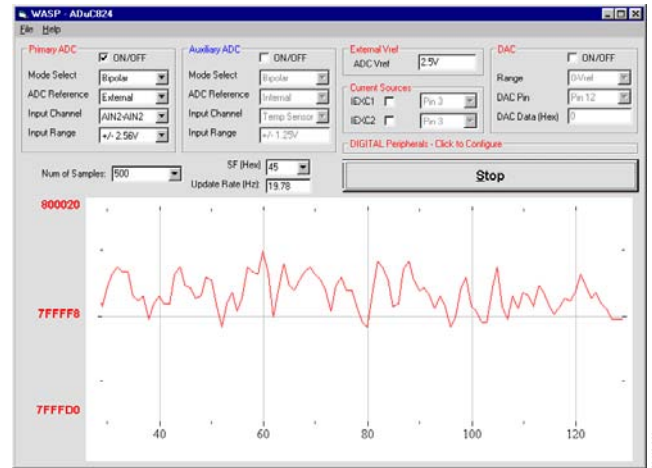 WASP - ADuC824
File Help
Primary ADC
ON/OFF
Mode Select Bipolar
ADC Reference External
Input Channel AIN2-AIN2
Input Range +/- 2.56V
Auxiliary ADC
ON/OFF
Mode Select Bipolar
ADC Reference Internal
Input Channel Temp Sensor
Input Range +/- 1.25V
External Vref
ADC Vref 2.5V
Current Sources
IEXC1 Pin 3
IEXC2 Pin 3
DAC
ON/OFF
Range 0-Vref
DAC Pin Pin 12
DAC Data (Hex) 0
DIGITAL Peripherals - Click to Configure
Num of Samples: 500
SF (Hex) 45
Update Rate (Hz): 19.78
Stop
800020
7FFFF8
7FFFD0
40 60 80 100 120